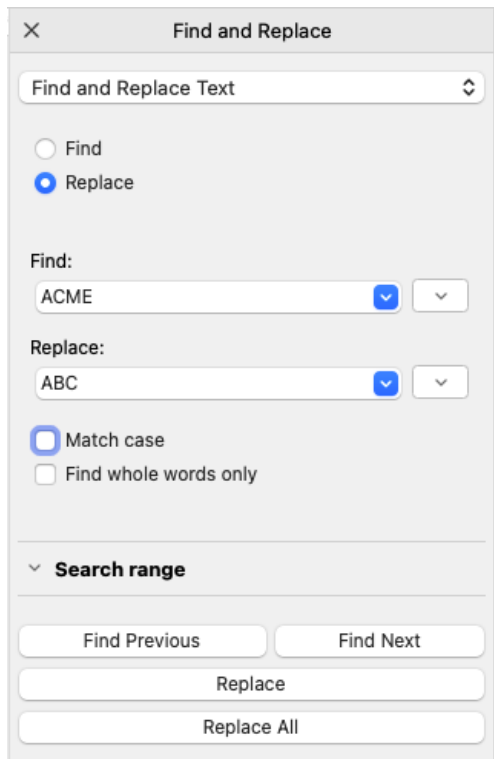 Find and Replace
Find and Replace Text
Find
Replace
Find:
ACME
Replace:
ABC
Match case
Find whole words only
Search range
Find Previous Find Next
Replace
Replace All